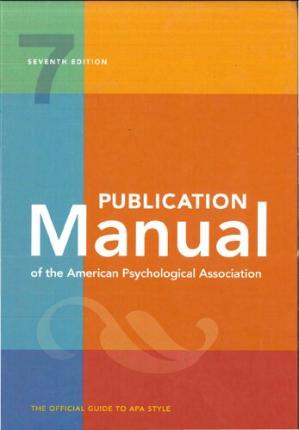 7
SEVENTH EDITION
PUBLICATION
Manual
of the American Psychological Association
THE OFFICIAL GUIDE TO APA STYLE